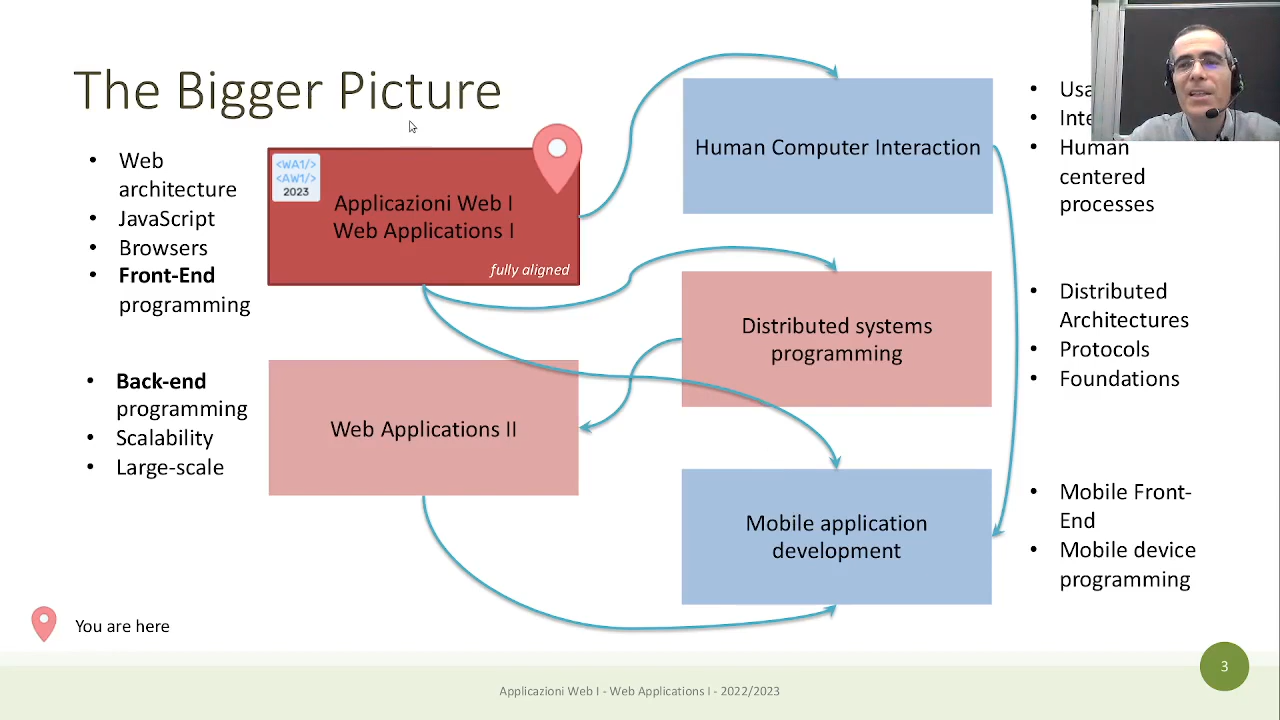 The Bigger Picture
• Web
architecture
• JavaScript
• Browsers
• Front-End
programming
<WA1/>
<AW1/>
2023
Applicazioni Web I
Web Applications I
fully aligned
Human Computer Interaction
• Human
centered
processes
Distributed systems
programming
• Distributed
Architectures
• Protocols
• Foundations
• Back-end
programming
• Scalability
• Large-scale
Web Applications II
Mobile application
development
• Mobile Front-
End
• Mobile device
programming
You are here
Applicazioni Web I - Web Applications I - 2022/2023
3